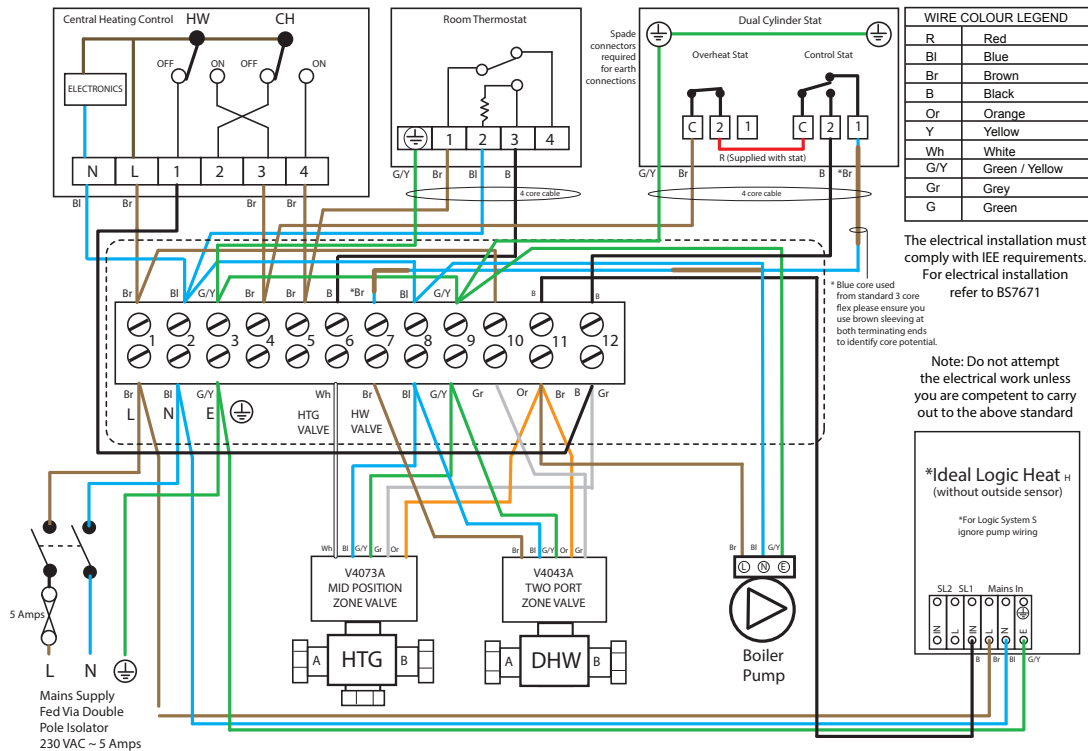 Central Heating Control
HW
CH
OFF
ON
OFF
ON
ELECTRONICS
N
L
1
2
3
4
Bl
Br
B
Br
Br
Room Thermostat
1
2
3
4
G/Y
Br
Bl
B
4 core cable
Spade
connectors
required
for earth
connections
Dual Cylinder Stat
Overheat Stat
Control Stat
C
2
1
C
2
1
R (Supplied with stat)
G/Y
Br
B
*Br
4 core cable
WIRE COLOUR LEGEND
R Red
Bl Blue
Br Brown
B Black
Or Orange
Y Yellow
Wh White
G/Y Green / Yellow
Gr Grey
G Green
The electrical installation must
comply with IEE requirements.
For electrical installation
refer to BS7671
* Blue core used
from standard 3 core
flex please ensure you
use brown sleeving at
both terminating ends
to identify core potential.
Note: Do not attempt
the electrical work unless
you are competent to carry
out to the above standard
Br
Bl
G/Y
Br
Br
B
*Br
Bl
G/Y
B
B
1
2
3
4
5
6
7
8
9
10
11
12
Br
Bl
G/Y
Wh
Br
Bl
G/Y
Gr
Or
Br
B
Gr
L
N
E
HTG
VALVE
HW
VALVE
Wh
Bl
G/Y
Gr
Or
V4073A
MID POSITION
ZONE VALVE
A
HTG
B
Br
Bl
G/Y
Or
Gr
V4043A
TWO PORT
ZONE VALVE
A
DHW
B
Br
Bl
G/Y
L
N
E
Boiler
Pump
*Ideal Logic Heat H
(without outside sensor)
*For Logic System S
ignore pump wiring
SL2
SL1
Mains In
IN
L
IN
L
N
E
B
Br
Bl
G/Y
5 Amps
L
N
Mains Supply
Fed Via Double
Pole Isolator
230 VAC ~ 5 Amps